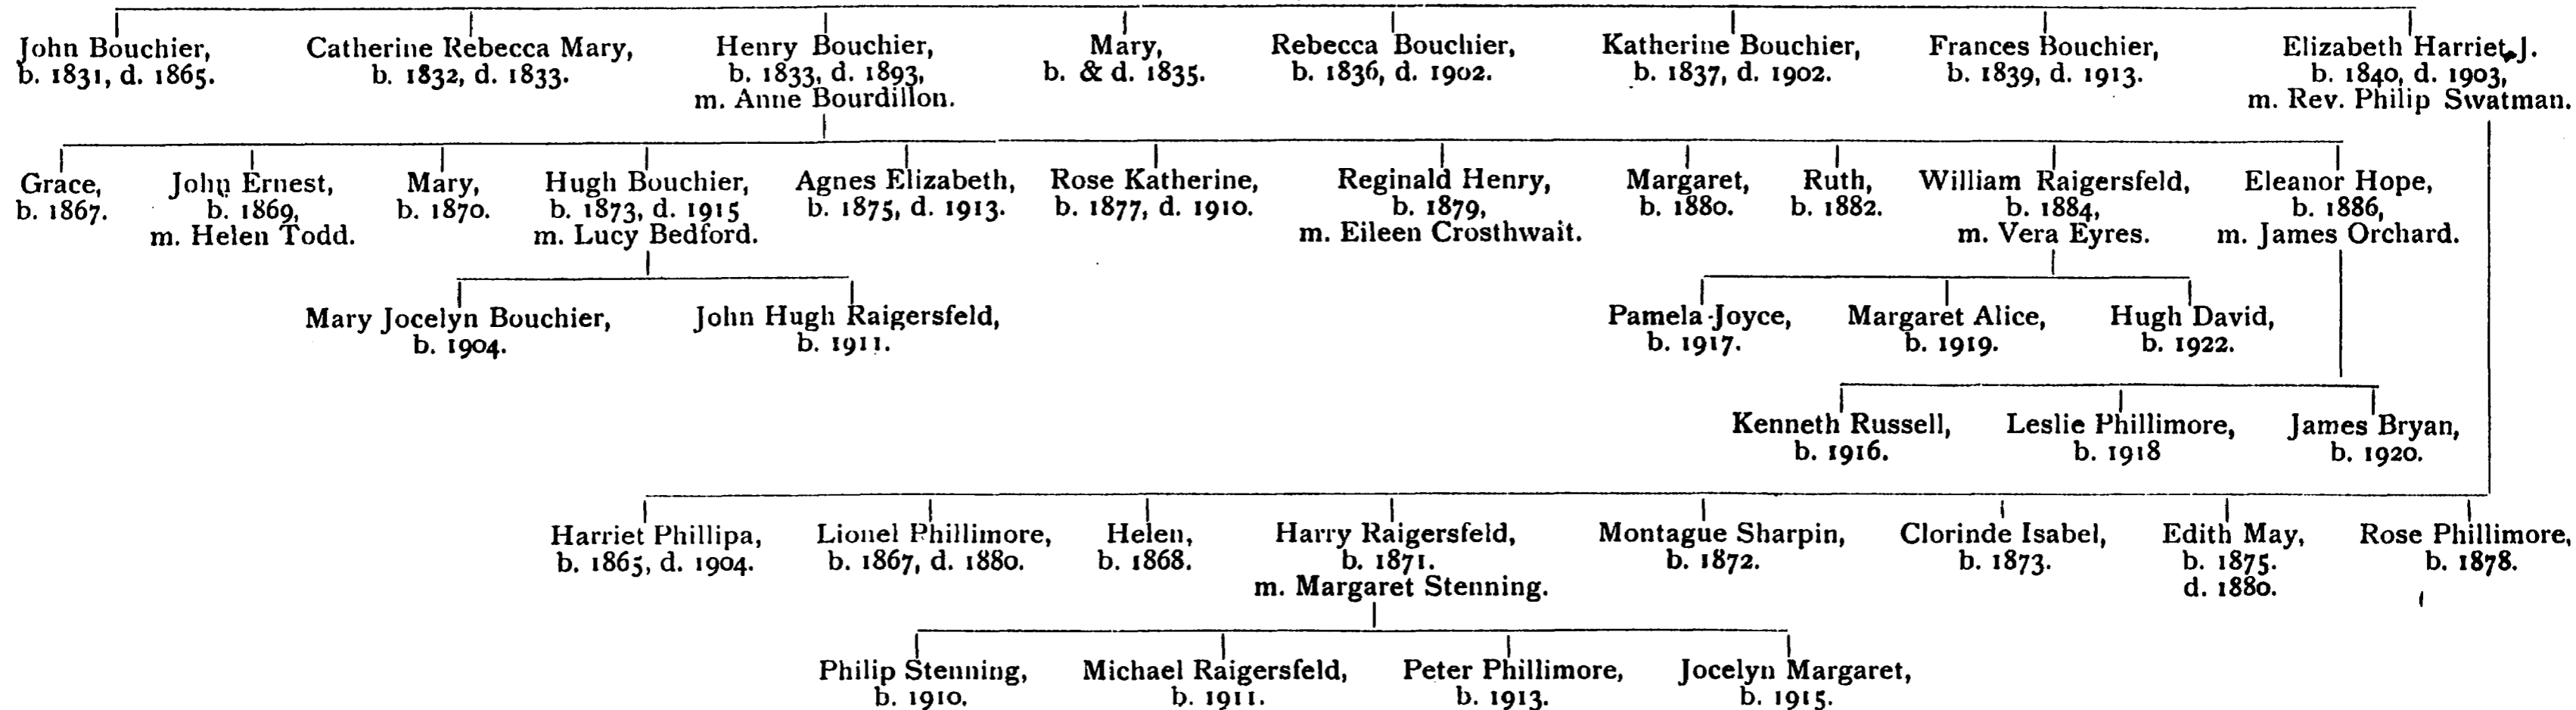 John Bouchier,
b. 1831, d. 1865.
Catherine Rebecca Mary,
b. 1832, d. 1833.
Henry Bouchier,
b. 1833, d. 1893,
m. Anne Bourdillon.
Mary,
b. & d. 1835.
Rebecca Bouchier,
b. 1836, d. 1902.
Katherine Bouchier,
b. 1837, d. 1902.
Frances Bouchier,
b. 1839, d. 1913.
Elizabeth Harriet J.
b. 1840, d. 1903,
m. Rev. Philip Swatman.
Grace,
b. 1867.
John Ernest,
b. 1869,
m. Helen Todd.
Mary,
b. 1870.
Hugh Bouchier,
b. 1873, d. 1915
m. Lucy Bedford.
Agnes Elizabeth,
b. 1875, d. 1913.
Rose Katherine,
b. 1877, d. 1910.
Reginald Henry,
b. 1879,
m. Eileen Crosthwait.
Margaret,
b. 1880.
Ruth,
b. 1882.
William Raigersfeld,
b. 1884,
m. Vera Eyres.
Eleanor Hope,
b. 1886,
m. James Orchard.
Mary Jocelyn Bouchier,
b. 1904.
John Hugh Raigersfeld,
b. 1911.
Pamela Joyce,
b. 1917.
Margaret Alice,
b. 1919.
Hugh David,
b. 1922.
Kenneth Russell,
b. 1916.
Leslie Phillimore,
b. 1918
James Bryan,
b. 1920.
Harriet Phillipa,
b. 1865, d. 1904.
Lionel Phillimore,
b. 1867, d. 1880.
Helen,
b. 1868.
Harry Raigersfeld,
b. 1871.
m. Margaret Stenning.
Montague Sharpin,
b. 1872.
Clorinde Isabel,
b. 1873.
Edith May,
b. 1875.
d. 1880.
Rose Phillimore,
b. 1878.
Philip Stenning,
b. 1910.
Michael Raigersfeld,
b. 1911.
Peter Phillimore,
b. 1913.
Jocelyn Margaret,
b. 1915.